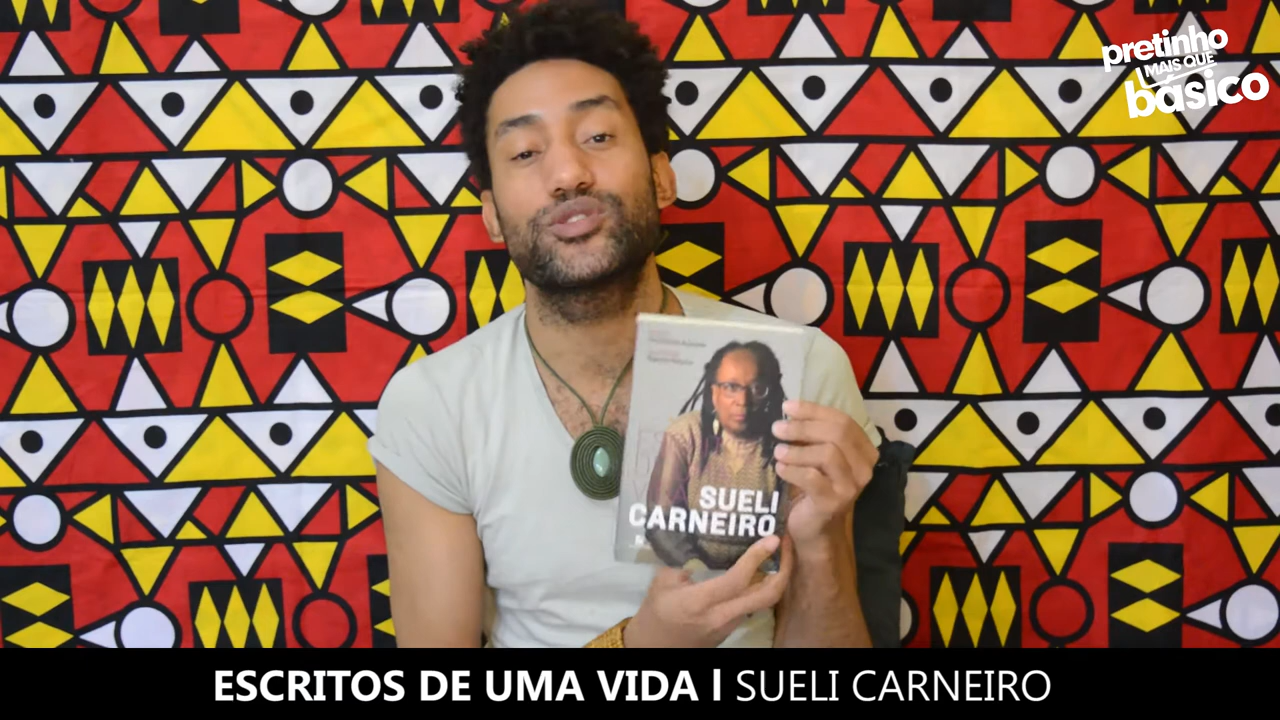 pretinho
MAIS QUE
básico
SUELI
CARNEIRO
ESCRITOS DE UMA VIDA | SUELI CARNEIRO